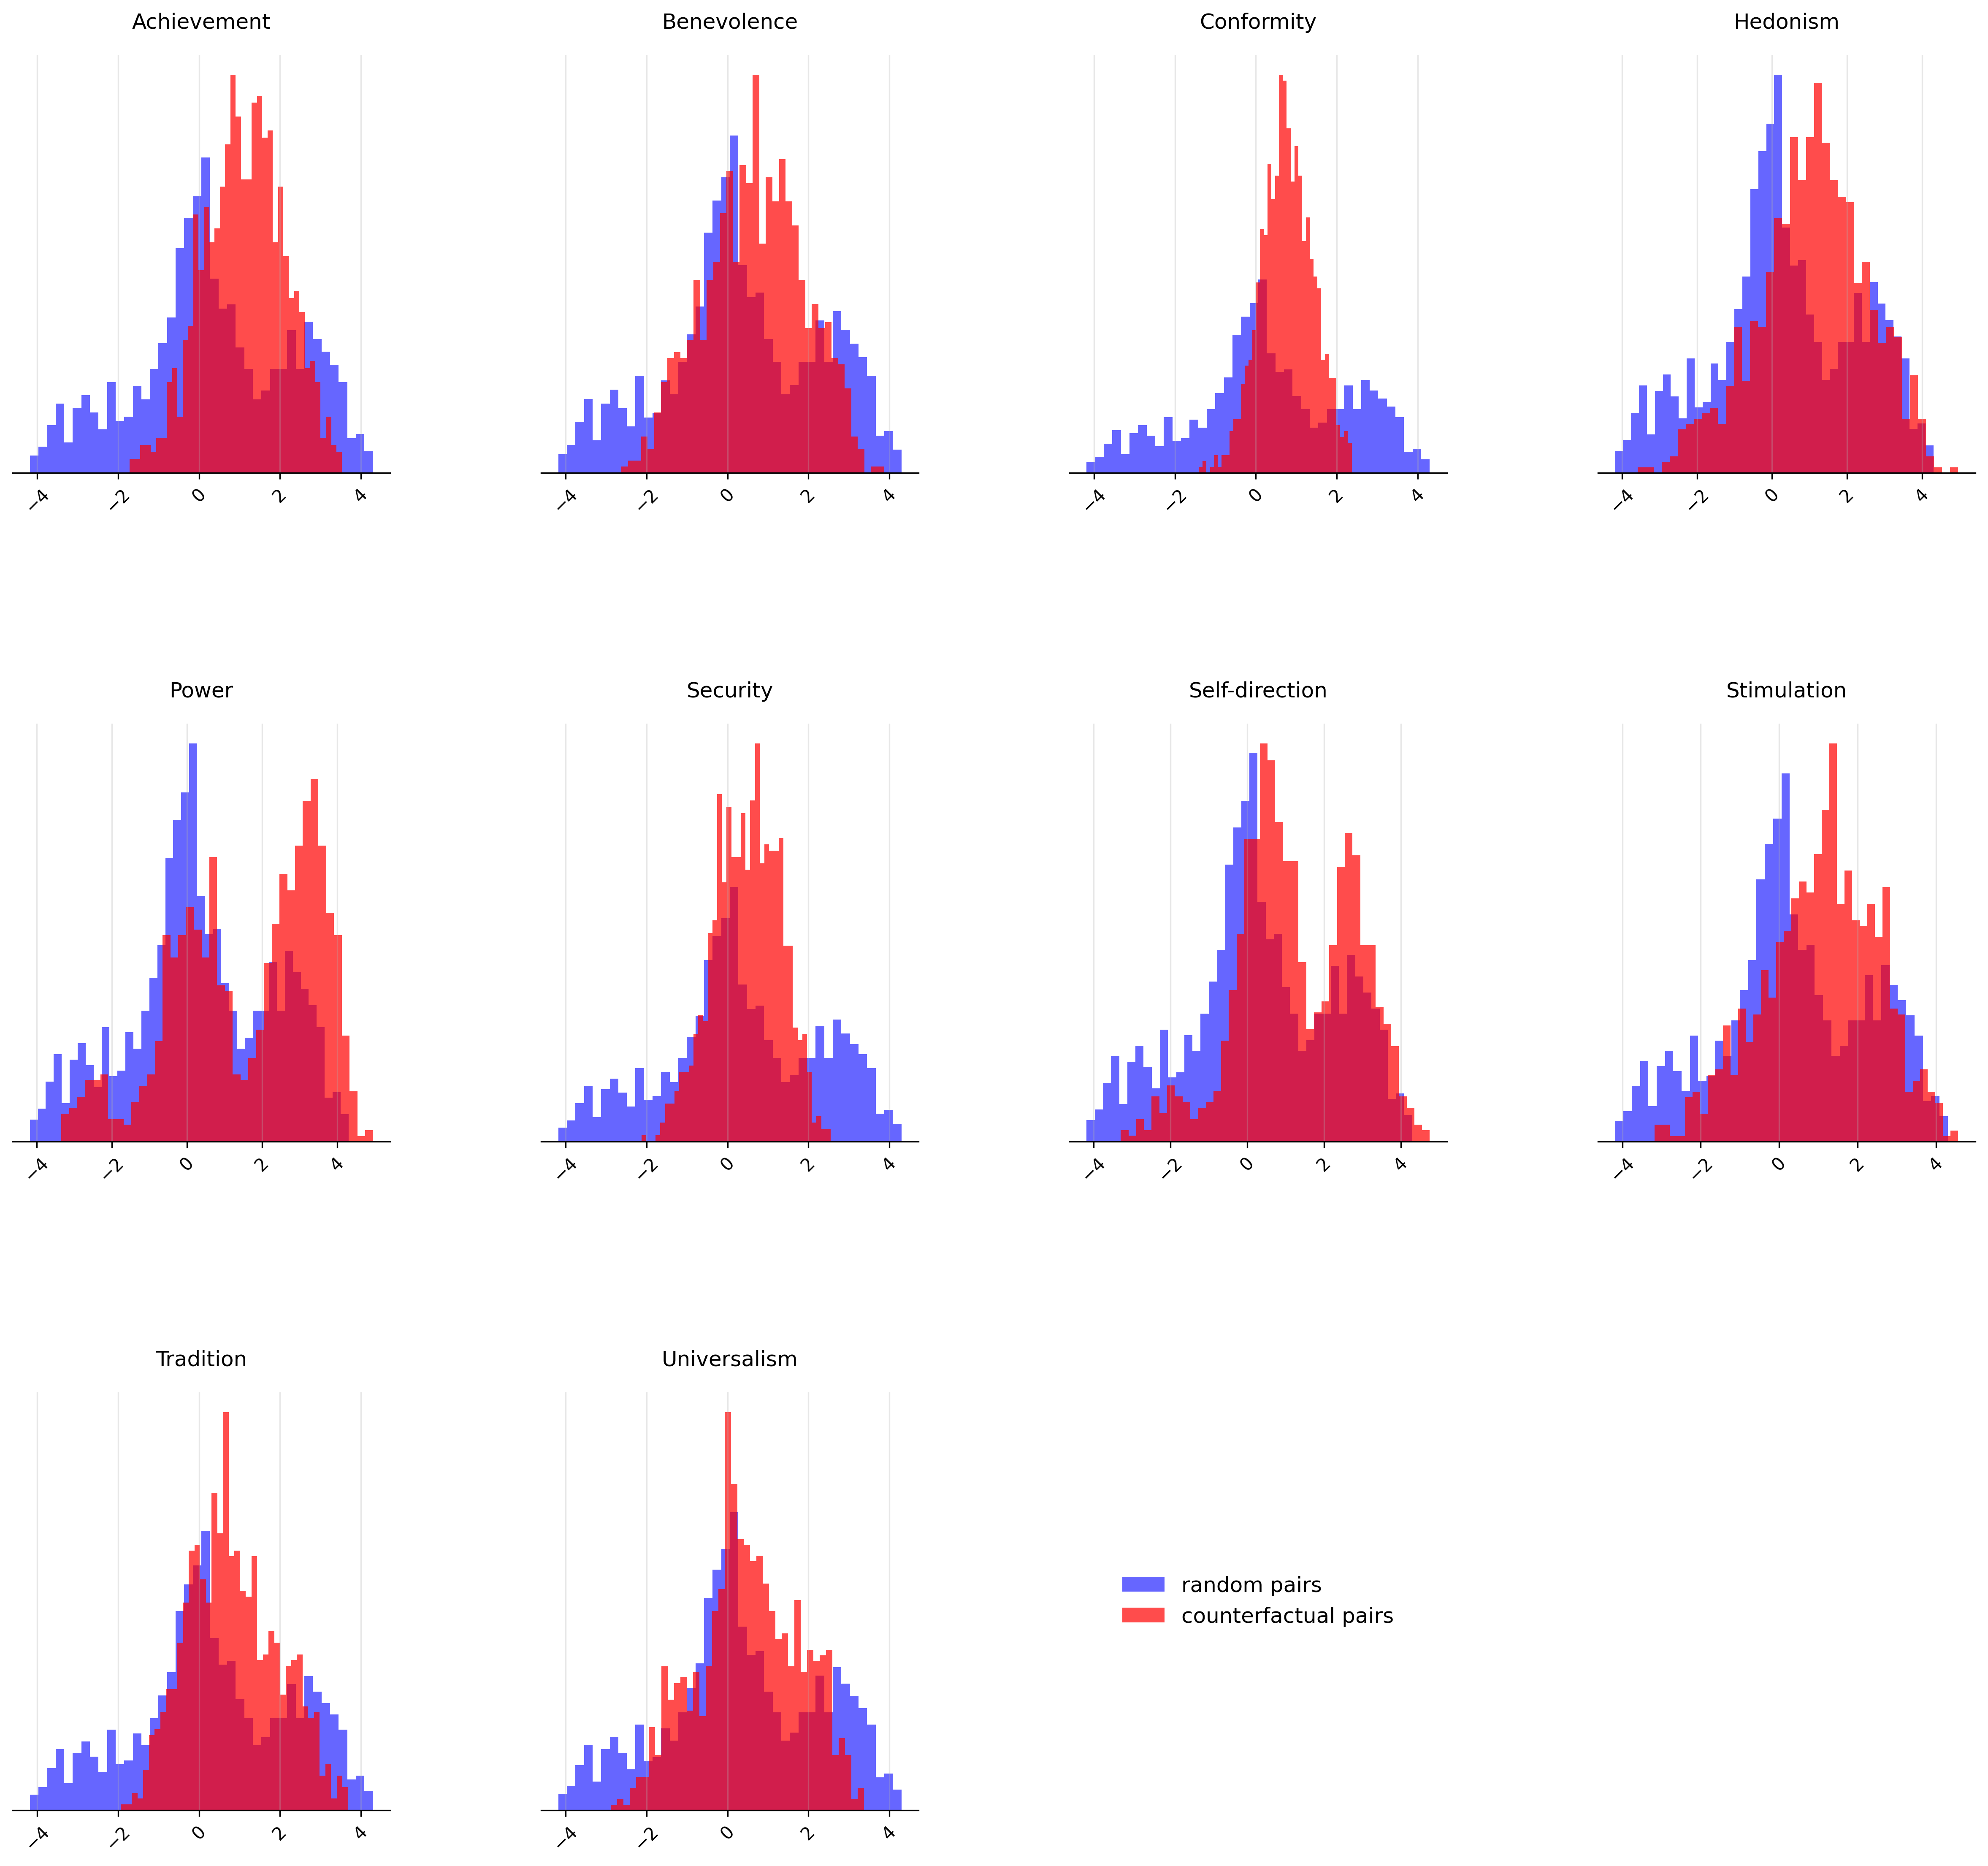 Achievement
Benevolence
Conformity
Hedonism
−4 −2 0 2 4
−4 −2 0 2 4
−4 −2 0 2 4
−4 −2 0 2 4
Power
Security
Self-direction
Stimulation
−4 −2 0 2 4
−4 −2 0 2 4
−4 −2 0 2 4
−4 −2 0 2 4
Tradition
Universalism
random pairs
counterfactual pairs
−4 −2 0 2 4
−4 −2 0 2 4